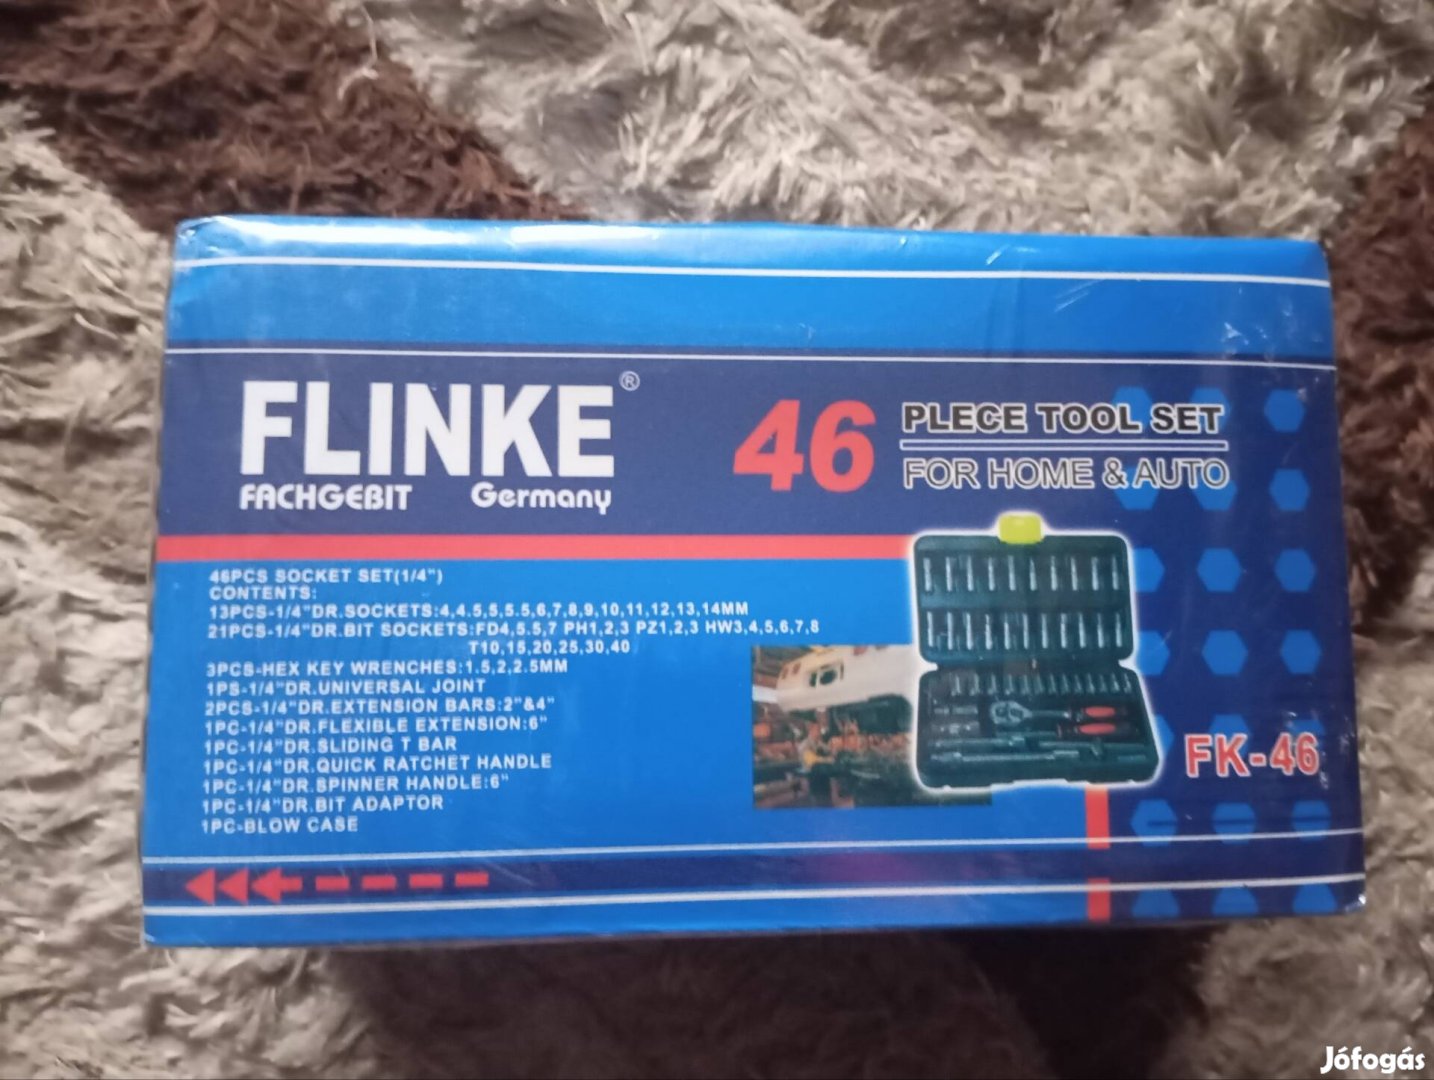 FLINKE®
FACHGEBIT Germany
46 PLECE TOOL SET
FOR HOME & AUTO
46PCS SOCKET SET(1/4")
CONTENTS:
13PCS-1/4"DR.SOCKETS:4,4.5,5,5.5,6,7,8,9,10,11,12,13,14MM
21PCS-1/4"DR.BIT SOCKETS:FD4,5.5,7 PH1,2,3 PZ1,2,3 HW3,4,5,6,7,8
T10,15,20,25,30,40
3PCS-HEX KEY WRENCHES:1.5,2,2.5MM
1PS-1/4"DR.UNIVERSAL JOINT
2PCS-1/4"DR.EXTENSION BARS:2"&4"
1PC-1/4"DR.FLEXIBLE EXTENSION:6"
1PC-1/4"DR.SLIDING T BAR
1PC-1/4"DR.QUICK RATCHET HANDLE
1PC-1/4"DR.SPINNER HANDLE:6"
1PC-1/4"DR.BIT ADAPTOR
1PC-BLOW CASE
FK-46
Jófogás